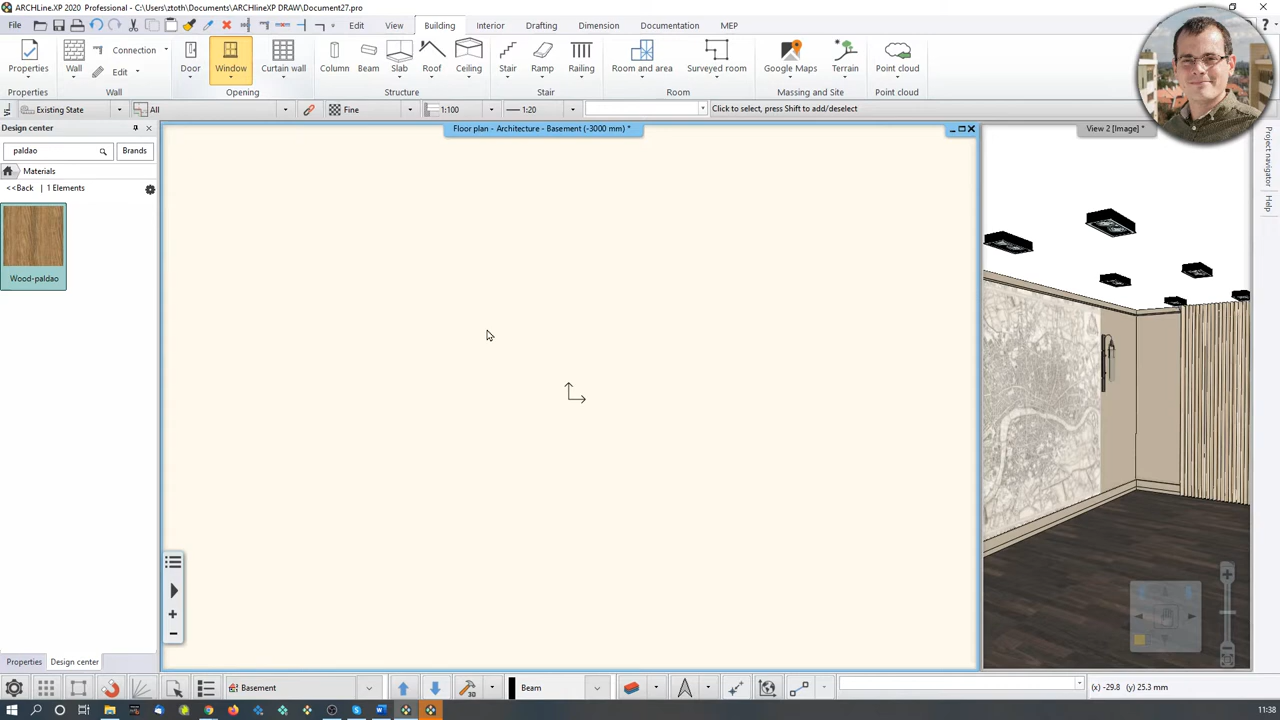 ARCHLine.XP 2020 Professional - C:\Users\ztoth\Documents\ARCHlineXP DRAW\Document27.pro
File
Edit
View
Building
Interior
Drafting
Dimension
Documentation
MEP
Properties
Wall
Connection
Edit
Door
Window
Curtain wall
Column
Beam
Slab
Roof
Ceiling
Stair
Ramp
Railing
Room and area
Surveyed room
Google Maps
Terrain
Point cloud
Properties
Wall
Opening
Structure
Stair
Room
Massing and Site
Point cloud
Existing State
All
Fine
1:100
1:20
Click to select, press Shift to add/deselect
Design center
Floor plan - Architecture - Basement (-3000 mm) *
View 2 [Image] *
paldao
Brands
Materials
<<Back
1 Elements
Wood-paldao
Project navigator
Help
Properties
Design center
Basement
Beam
(x) -29.8 (y) 25.3 mm
11:38